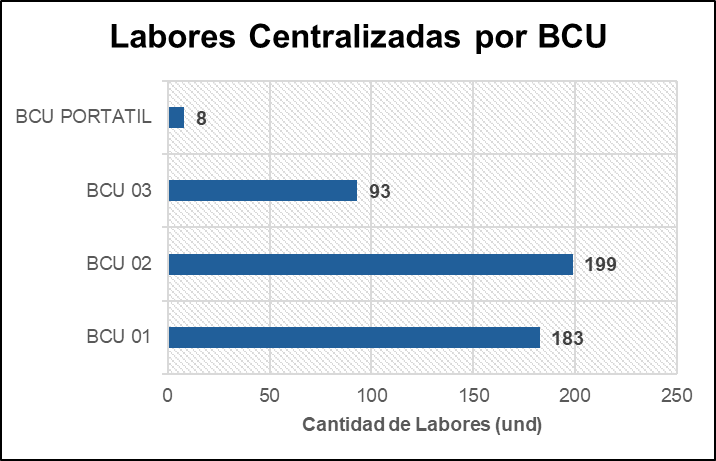 Labores Centralizadas por BCU
BCU PORTATIL 8
BCU 03 93
BCU 02 199
BCU 01 183
0 50 100 150 200 250
Cantidad de Labores (und)